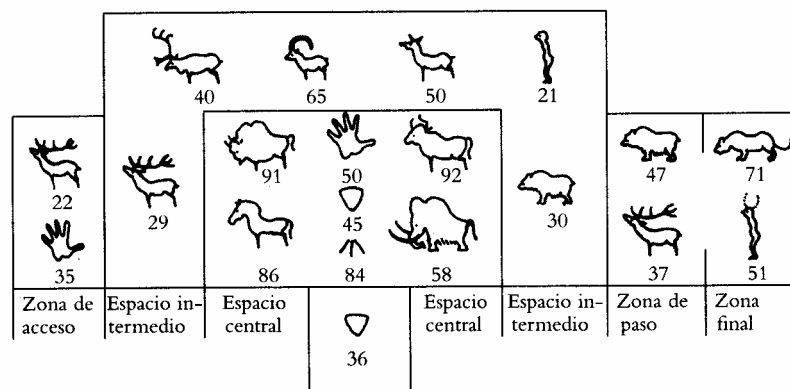 40 65 50 21
22 29 91 50 92 30 47 71
45
35 86 84 58 37 51
Zona de acceso
Espacio in-
termedio
Espacio
central
Espacio
central
Espacio in-
termedio
Zona de
paso
Zona
final
36